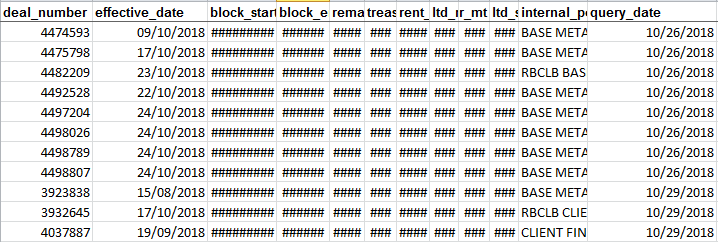 deal_number effective_date block_start block_e rema treas rent_ ltd_ir r_mt ltd_s internal_po query_date
4474593 09/10/2018 ######### ###### #### ### ### ### ### ### BASE META 10/26/2018
4475798 17/10/2018 ######### ###### #### ### ### ### ### ### BASE META 10/26/2018
4482209 23/10/2018 ######### ###### #### ### ### ### ### ### RBCLB BAS 10/26/2018
4492528 22/10/2018 ######### ###### #### ### ### ### ### ### BASE META 10/26/2018
4497204 24/10/2018 ######### ###### #### ### ### ### ### ### BASE META 10/26/2018
4498026 24/10/2018 ######### ###### #### ### ### ### ### ### BASE META 10/26/2018
4498789 24/10/2018 ######### ###### #### ### ### ### ### ### BASE META 10/26/2018
4498807 24/10/2018 ######### ###### #### ### ### ### ### ### BASE META 10/26/2018
3923838 15/08/2018 ######### ###### #### ### ### ### ### ### BASE META 10/29/2018
3932645 17/10/2018 ######### ###### #### ### ### ### ### ### RBCLB CLIE 10/29/2018
4037887 19/09/2018 ######### ###### #### ### ### ### ### ### CLIENT FIN 10/29/2018